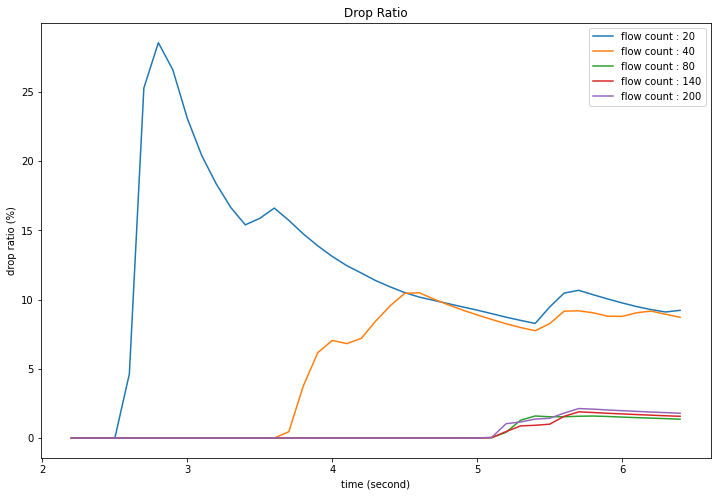 Drop Ratio
flow count : 20
flow count : 40
flow count : 80
flow count : 140
flow count : 200
drop ratio (%)
25
20
15
10
5
0
2
3
4
5
6
time (second)